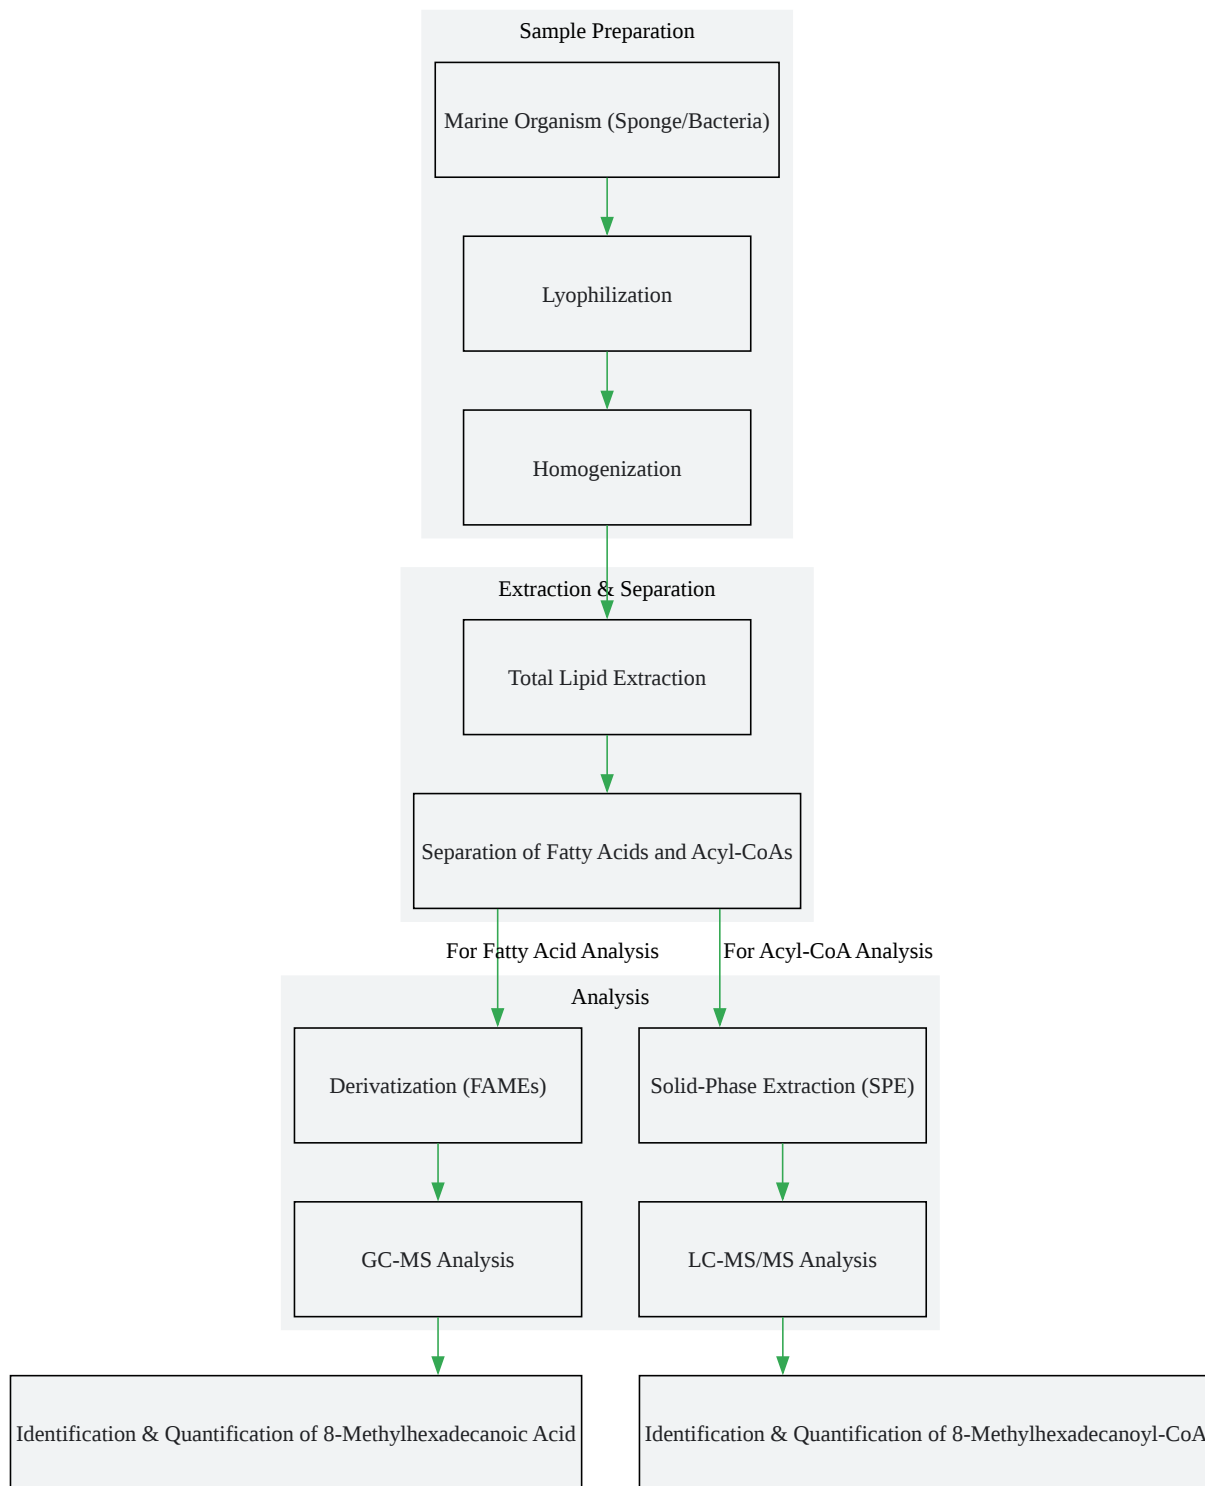 Sample Preparation
Marine Organism (Sponge/Bacteria)
Lyophilization
Homogenization
Extraction & Separation
Total Lipid Extraction
Separation of Fatty Acids and Acyl-CoAs
For Fatty Acid Analysis
For Acyl-CoA Analysis
Analysis
Derivatization (FAMEs)
Solid-Phase Extraction (SPE)
GC-MS Analysis
LC-MS/MS Analysis
Identification & Quantification of 8-Methylhexadecanoic Acid
Identification & Quantification of 8-Methylhexadecanoyl-CoA